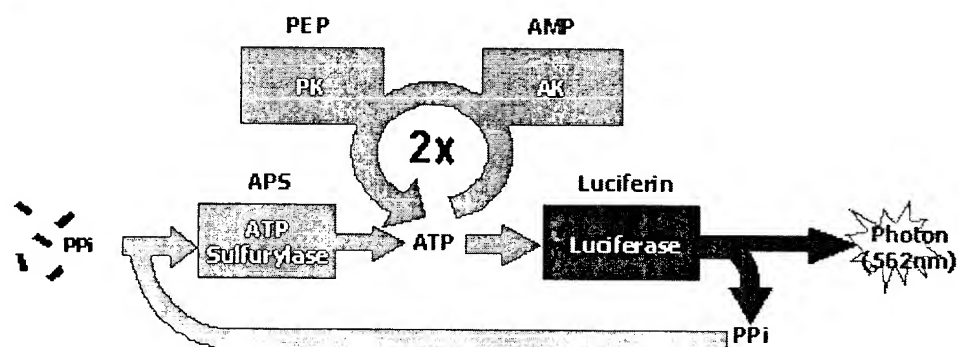 PEP
AMP
PK
AK
2x
APS
Luciferin
PPi
ATP
Sulfurylase
ATP
Luciferase
Photon
(562nm)
PPi